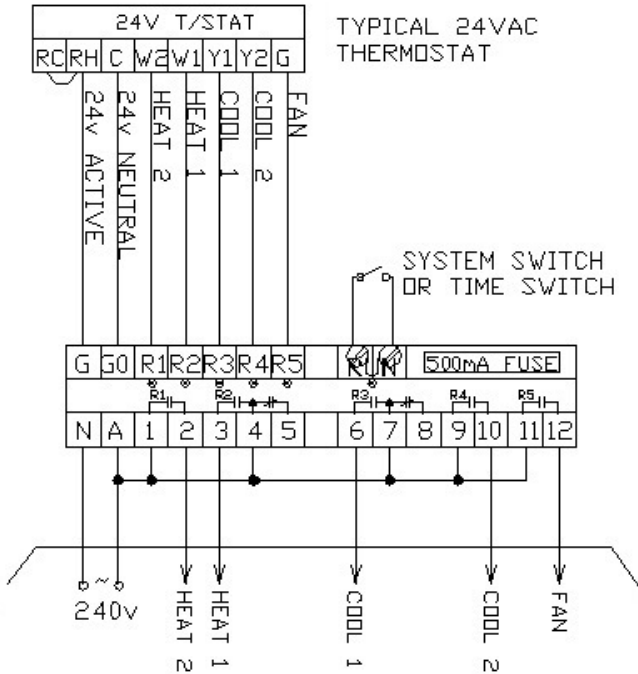 24V T/STAT
TYPICAL 24VAC
THERMOSTAT
RC RH C W2 W1 Y1 Y2 G
24v ACTIVE
24v NEUTRAL
HEAT 2
HEAT 1
COOL 1
COOL 2
FAN
SYSTEM SWITCH
OR TIME SWITCH
G G0 R1 R2 R3 R4 R5 RUN 500mA FUSE
R1 R2 R3 R4 R5
N A 1 2 3 4 5 6 7 8 9 10 11 12
~
240v
HEAT 2
HEAT 1
COOL 1
COOL 2
FAN